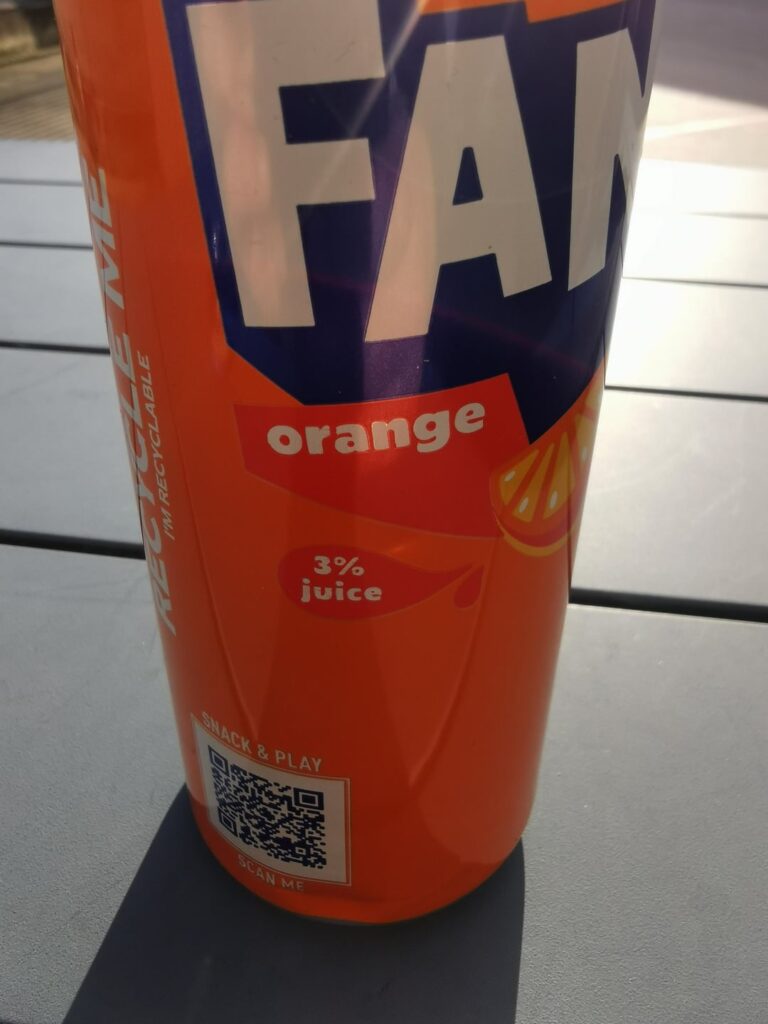 FAN
orange
3%
juice
RECYCLE ME
I'M RECYCLABLE
SNACK & PLAY
SCAN ME